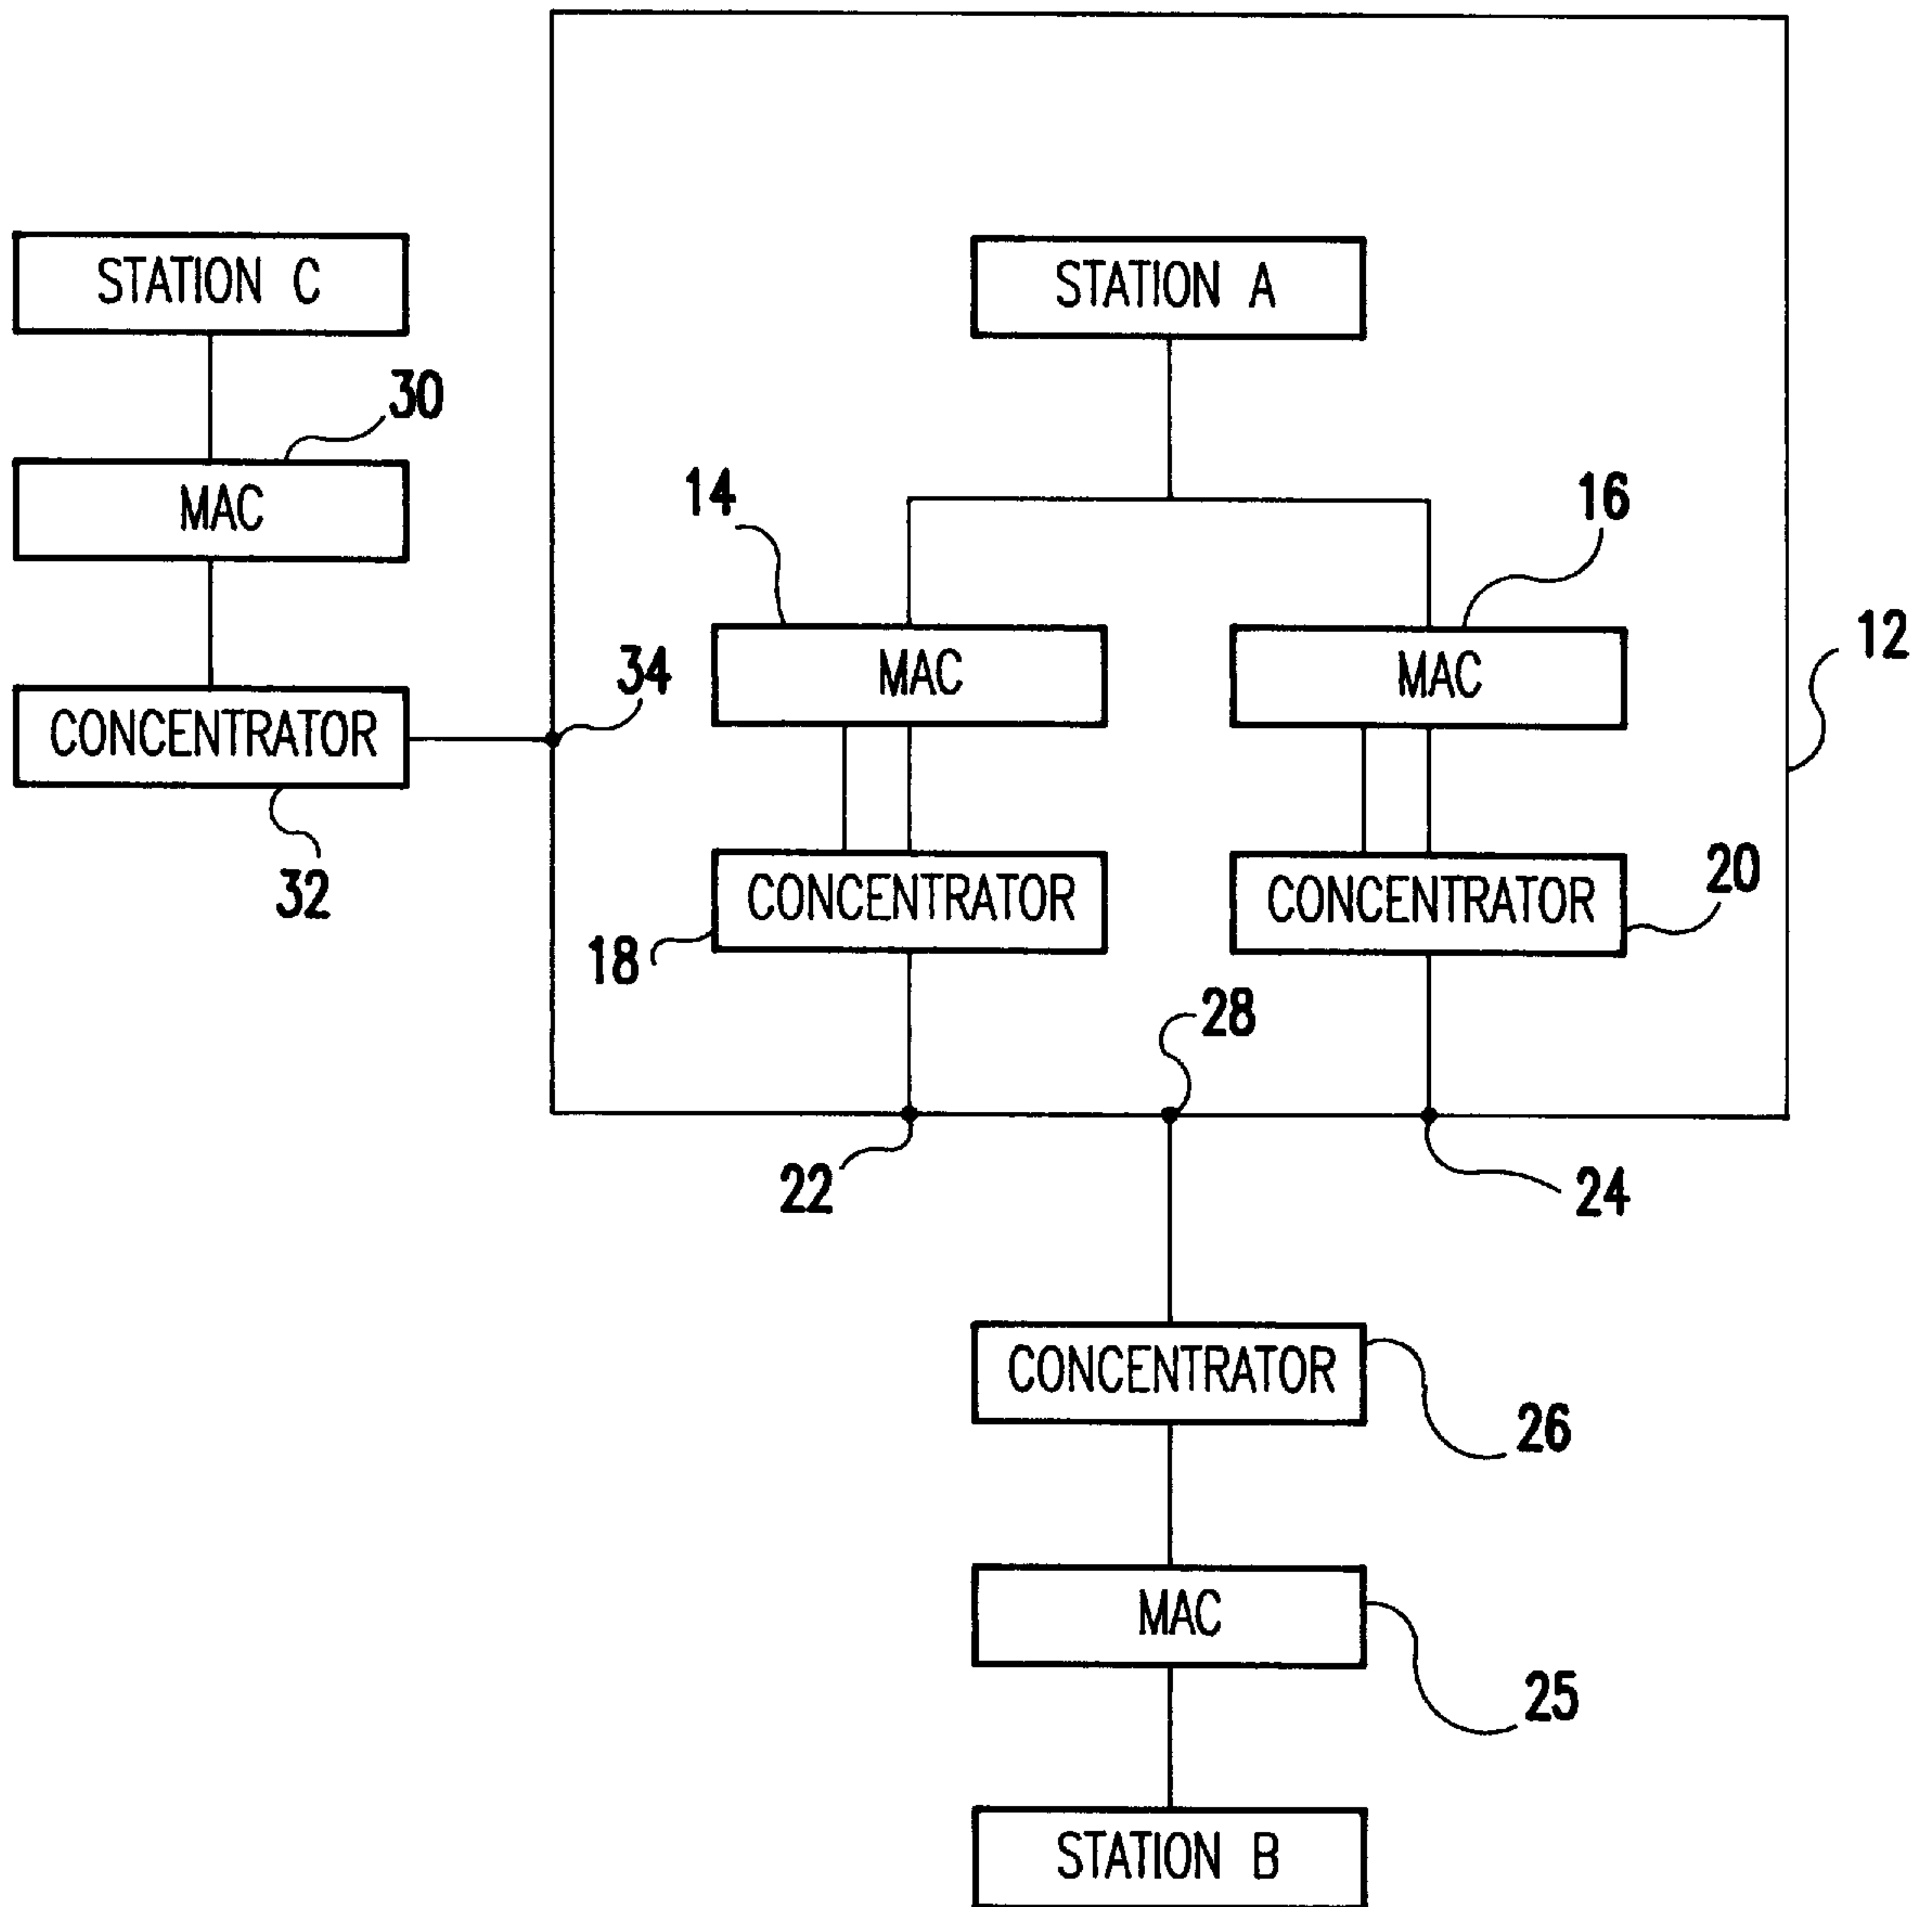 STATION C
STATION A
30
MAC
14
16
12
34
MAC
MAC
CONCENTRATOR
32
CONCENTRATOR
CONCENTRATOR
20
18
28
22
24
CONCENTRATOR
26
MAC
25
STATION B